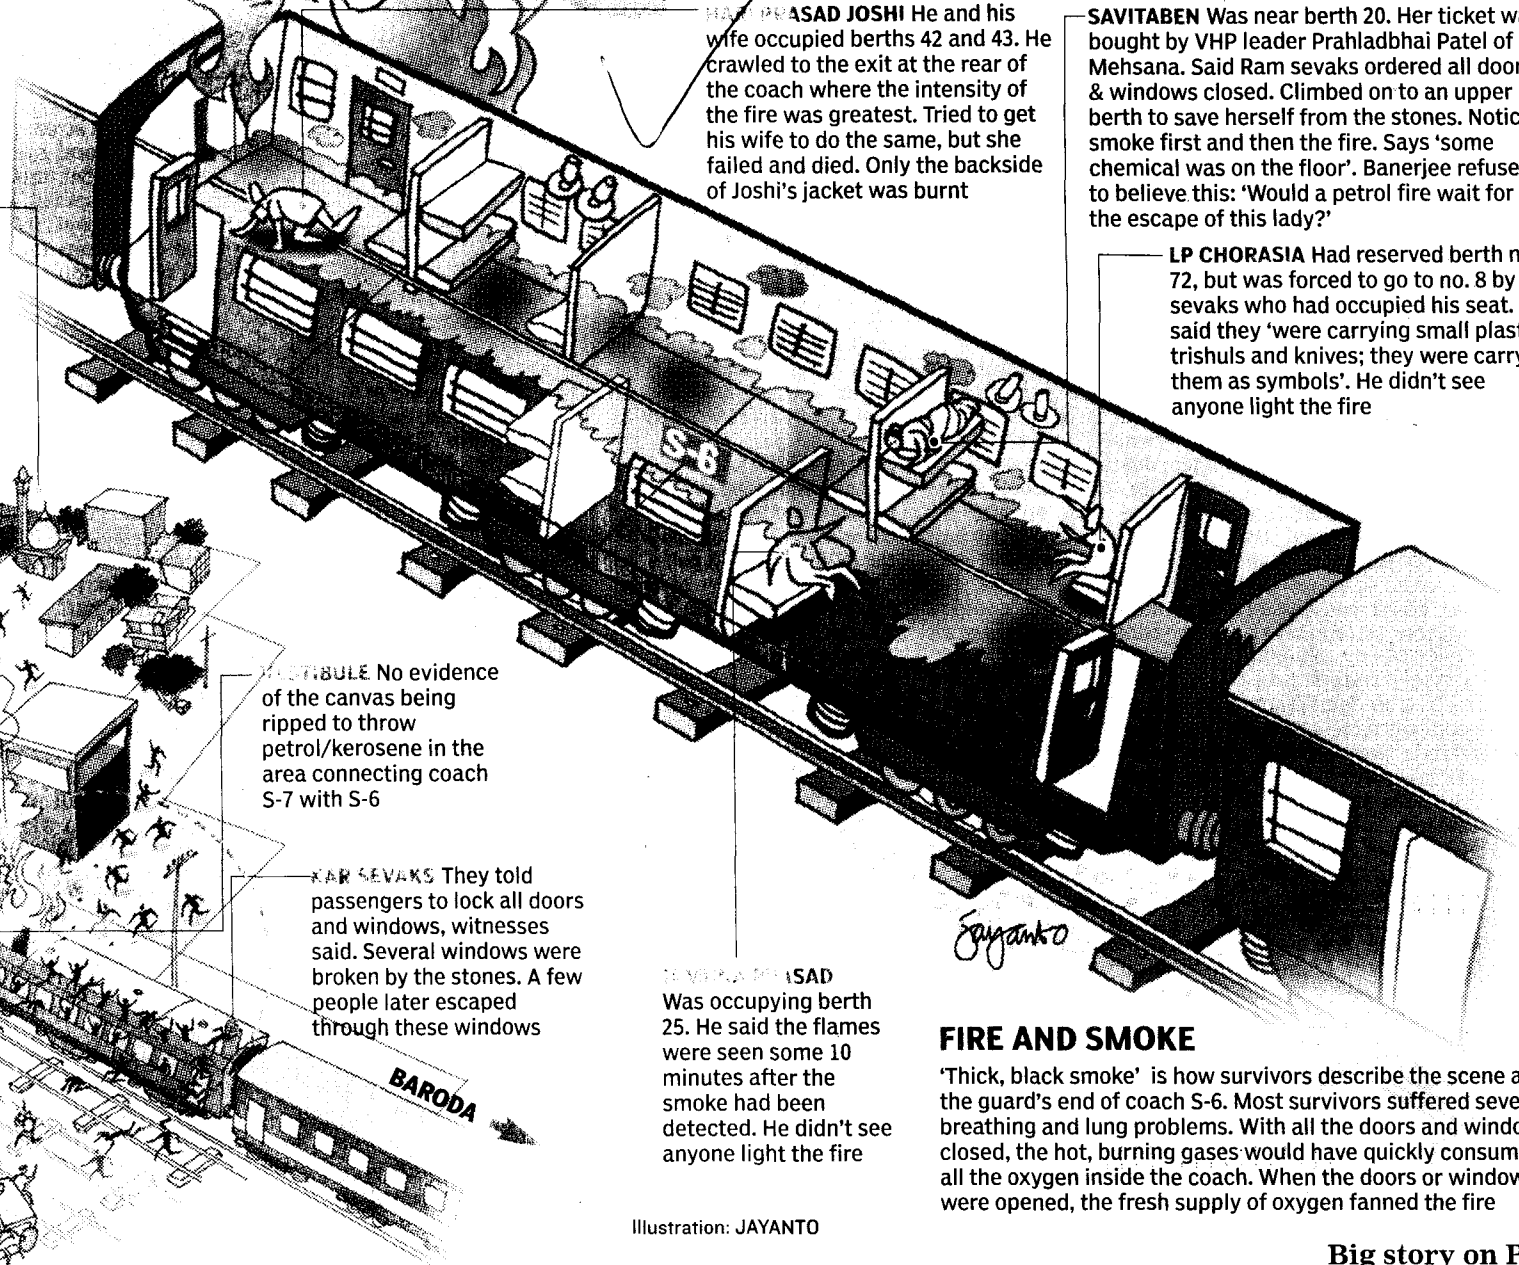 PRASAD JOSHI He and his
wife occupied berths 42 and 43. He
crawled to the exit at the rear of
the coach where the intensity of
the fire was greatest. Tried to get
his wife to do the same, but she
failed and died. Only the backside
of Joshi's jacket was burnt
SAVITABEN Was near berth 20. Her ticket
bought by VHP leader Prahladbhai Patel of
Mehsana. Said Ram sevaks ordered all
& windows closed. Climbed on to an upper
berth to save herself from the stones.
smoke first and then the fire. Says 'some
chemical was on the floor'. Banerjee
to believe this: 'Would a petrol fire wait for
the escape of this lady?'
LP CHORASIA Had reserved berth
72, but was forced to go to no. 8 by
sevaks who had occupied his seat.
said they 'were carrying small
trishuls and knives; they were
them as symbols'. He didn't see
anyone light the fire
S-6
VESTIBULE No evidence
of the canvas being
ripped to throw
petrol/kerosene in the
area connecting coach
S-7 with S-6
KAR SEVAKS They told
passengers to lock all doors
and windows, witnesses
said. Several windows were
broken by the stones. A few
people later escaped
through these windows
BARODA
Jayanto
Was occupying berth
25. He said the flames
were seen some 10
minutes after the
smoke had been
detected. He didn't see
anyone light the fire
Illustration: JAYANTO
FIRE AND SMOKE
'Thick, black smoke' is how survivors describe the scene
the guard's end of coach S-6. Most survivors suffered
breathing and lung problems. With all the doors and
closed, the hot, burning gases would have quickly
all the oxygen inside the coach. When the doors or
were opened, the fresh supply of oxygen fanned the fire
Big story on